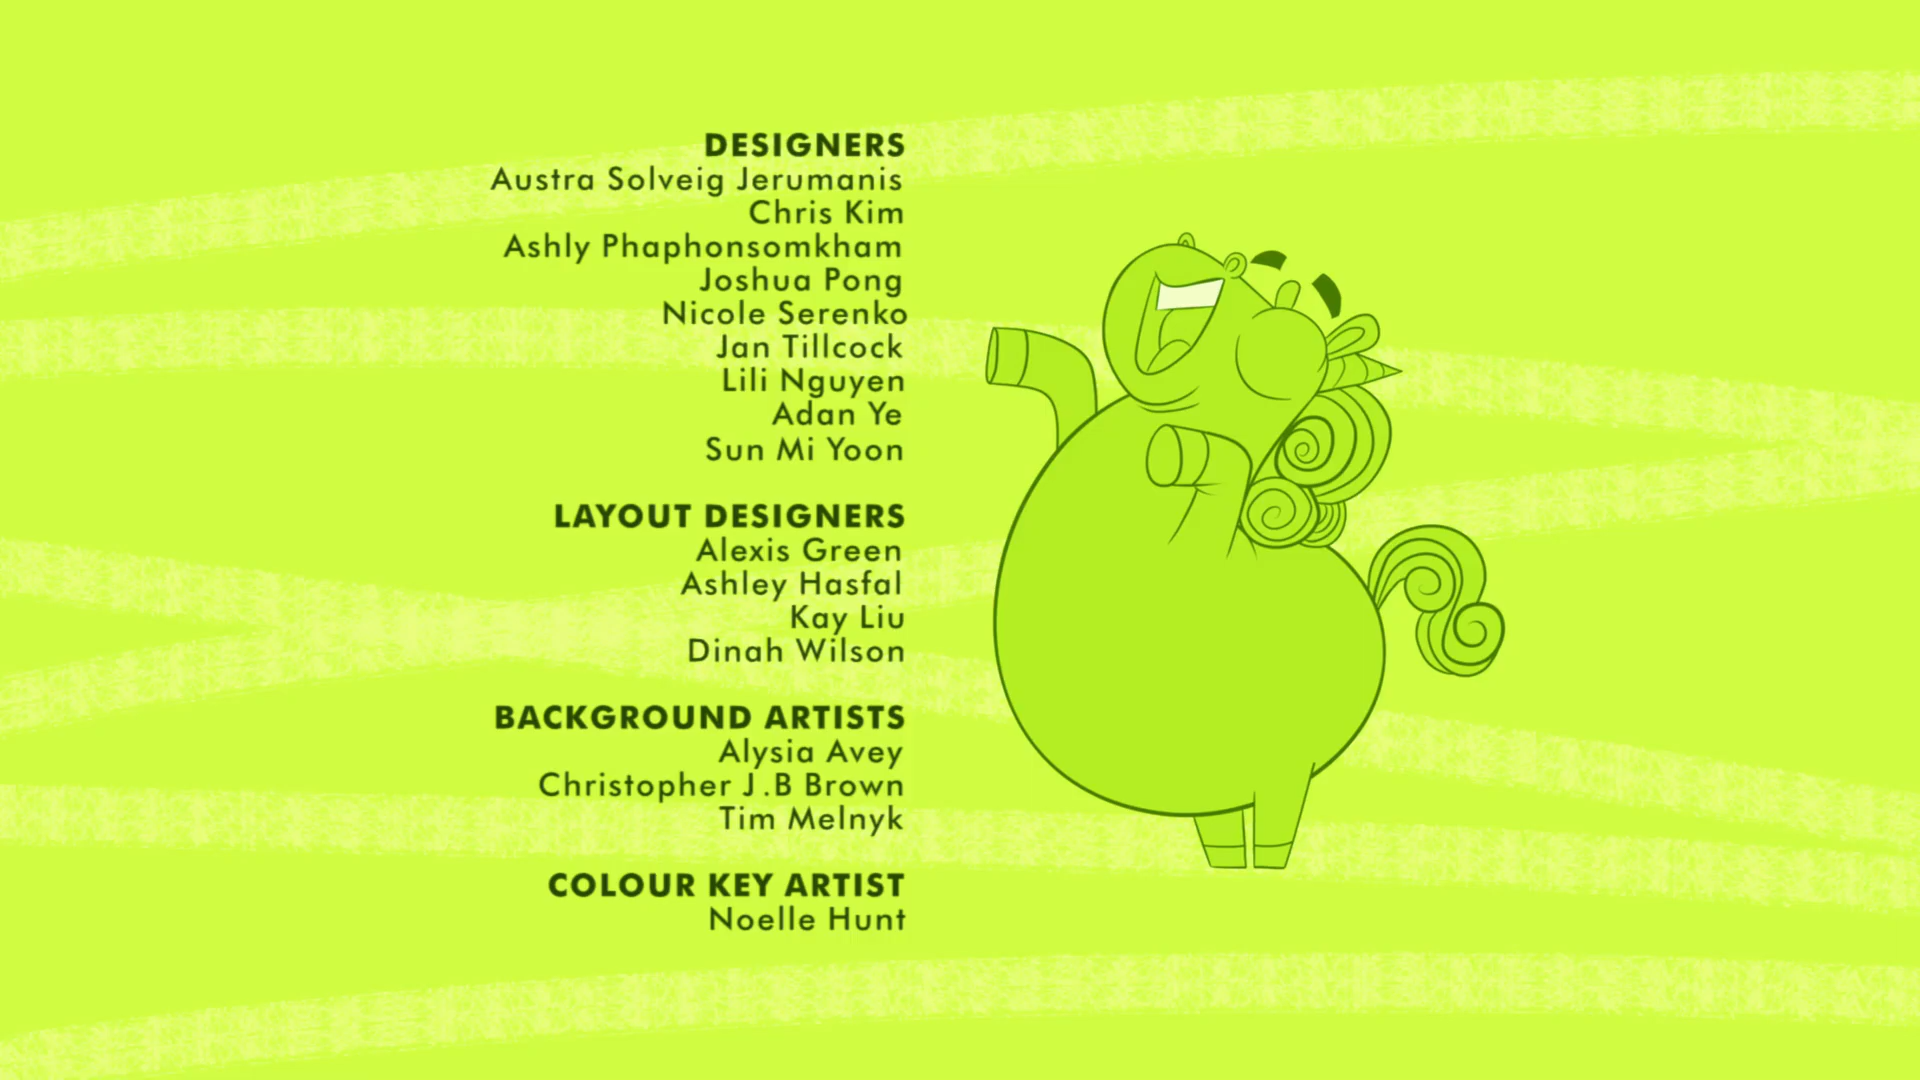 DESIGNERS
Austra Solveig Jerumanis
Chris Kim
Ashly Phaphonsomkham
Joshua Pong
Nicole Serenko
Jan Tillcock
Lili Nguyen
Adan Ye
Sun Mi Yoon
LAYOUT DESIGNERS
Alexis Green
Ashley Hasfal
Kay Liu
Dinah Wilson
BACKGROUND ARTISTS
Alysia Avey
Christopher J.B Brown
Tim Melnyk
COLOUR KEY ARTIST
Noelle Hunt